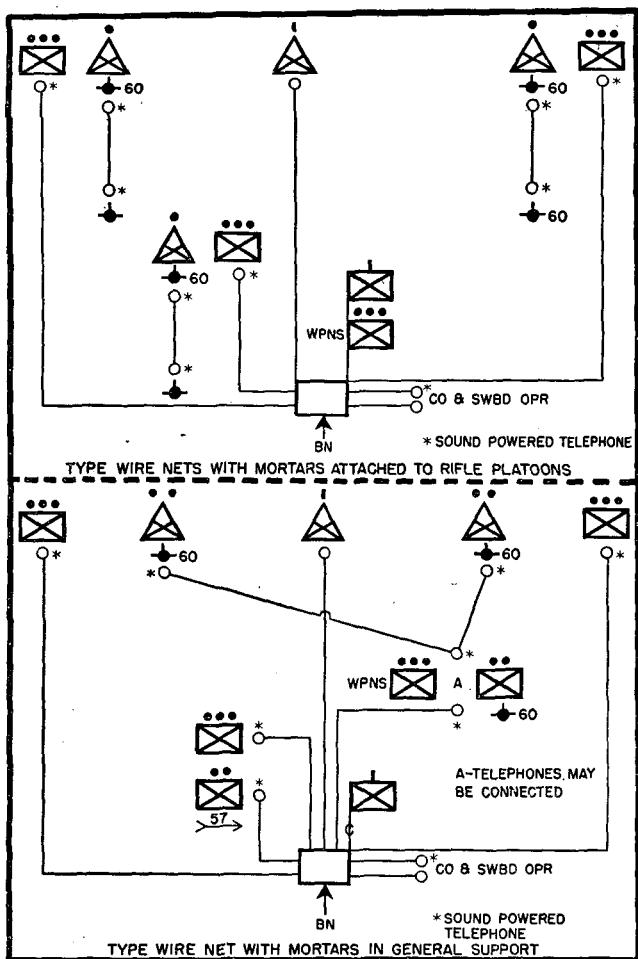 * 60 * *
60 *
* * * *
60 60
60 *
*
WPNS
*
CO & SWBD OPR
BN
* SOUND POWERED TELEPHONE
TYPE WIRE NETS WITH MORTARS ATTACHED TO RIFLE PLATOONS
60 60
* * * *
*
WPNS A
60
*
*
A-TELEPHONES, MAY
BE CONNECTED
*
57
*
CO & SWBD OPR
BN
* SOUND POWERED
TELEPHONE
TYPE WIRE NET WITH MORTARS IN GENERAL SUPPORT